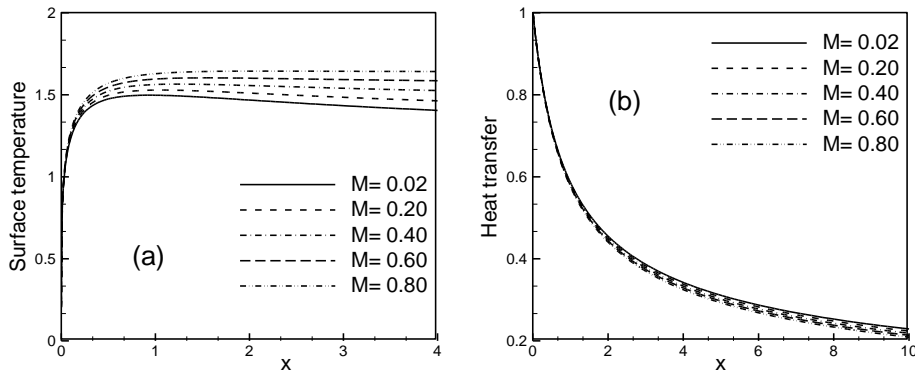 2
1.5
1
0.5
0
Surface temperature
M= 0.02
M= 0.20
M= 0.40
M= 0.60
M= 0.80
(a)
0
1
2
3
4
x
1
0.8
0.6
0.4
0.2
Heat transfer
M= 0.02
M= 0.20
M= 0.40
M= 0.60
M= 0.80
(b)
0
2
4
6
8
10
x